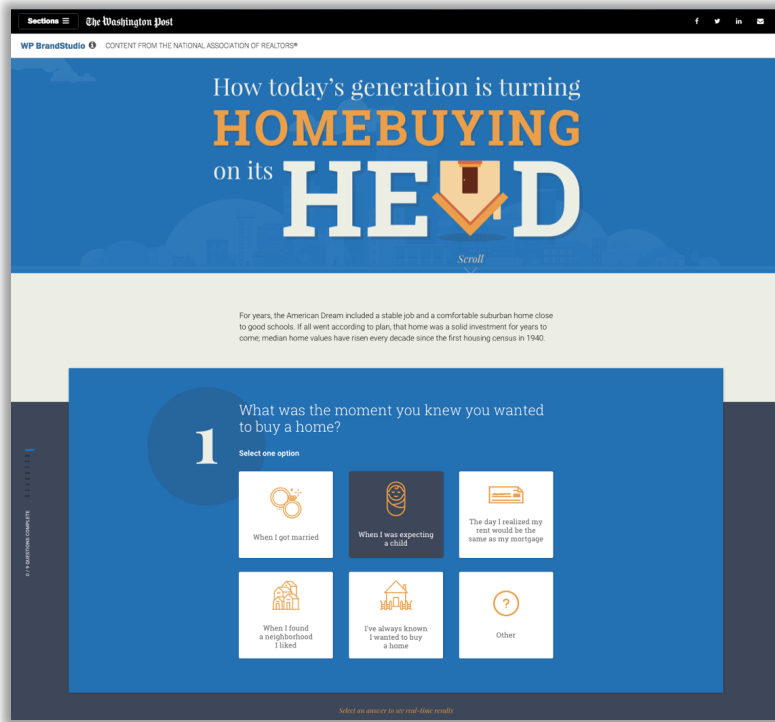 Sections
The Washington Post
WP BrandStudio
CONTENT FROM THE NATIONAL ASSOCIATION OF REALTORS®
How today's generation is turning
HOMEBUYING
on its HEAD
Scroll
For years, the American Dream included a stable job and a comfortable suburban home close
to good schools. If all went according to plan, that home was a solid investment for years to
come; median home values have risen every decade since the first housing census in 1940.
1
What was the moment you knew you wanted
to buy a home?
Select one option
When I got married
When I was expecting
a child
The day I realized my
rent would be the
same as my mortgage
When I found
a neighborhood
I liked
I've always known
I wanted to buy
a home
?
Other
0 / 5 QUESTIONS COMPLETE
Select an answer to see real-time results